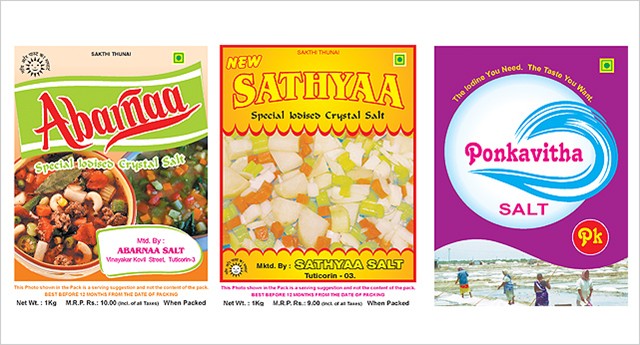 SAKTHI THUNAI
Abarnaa
Special Iodised Crystal Salt
Mfd. By :
ABARNAA SALT
Vinayakar Kovil Street, Tuticorin-3
This Photo shown in the Pack is a serving suggestion and not the content of the pack.
BEST BEFORE 12 MONTHS FROM THE DATE OF PACKING
Net Wt. : 1Kg M.R.P. Rs.: 10.00 (Incl. of all Taxes) When Packed
SAKTHI THUNAI
NEW
SATHYAA
Special Iodised Crystal Salt
Mktd. By : SATHYAA SALT
Tuticorin - 03.
This Photo shown in the Pack is a serving suggestion and not the content of the pack.
BEST BEFORE 12 MONTHS FROM THE DATE OF PACKING
Net Wt. : 1Kg M.R.P. Rs.: 9.00 (Incl. of all Taxes) When Packed
The Iodine You Need. The Taste You Want.
Ponkavitha
SALT
Pk